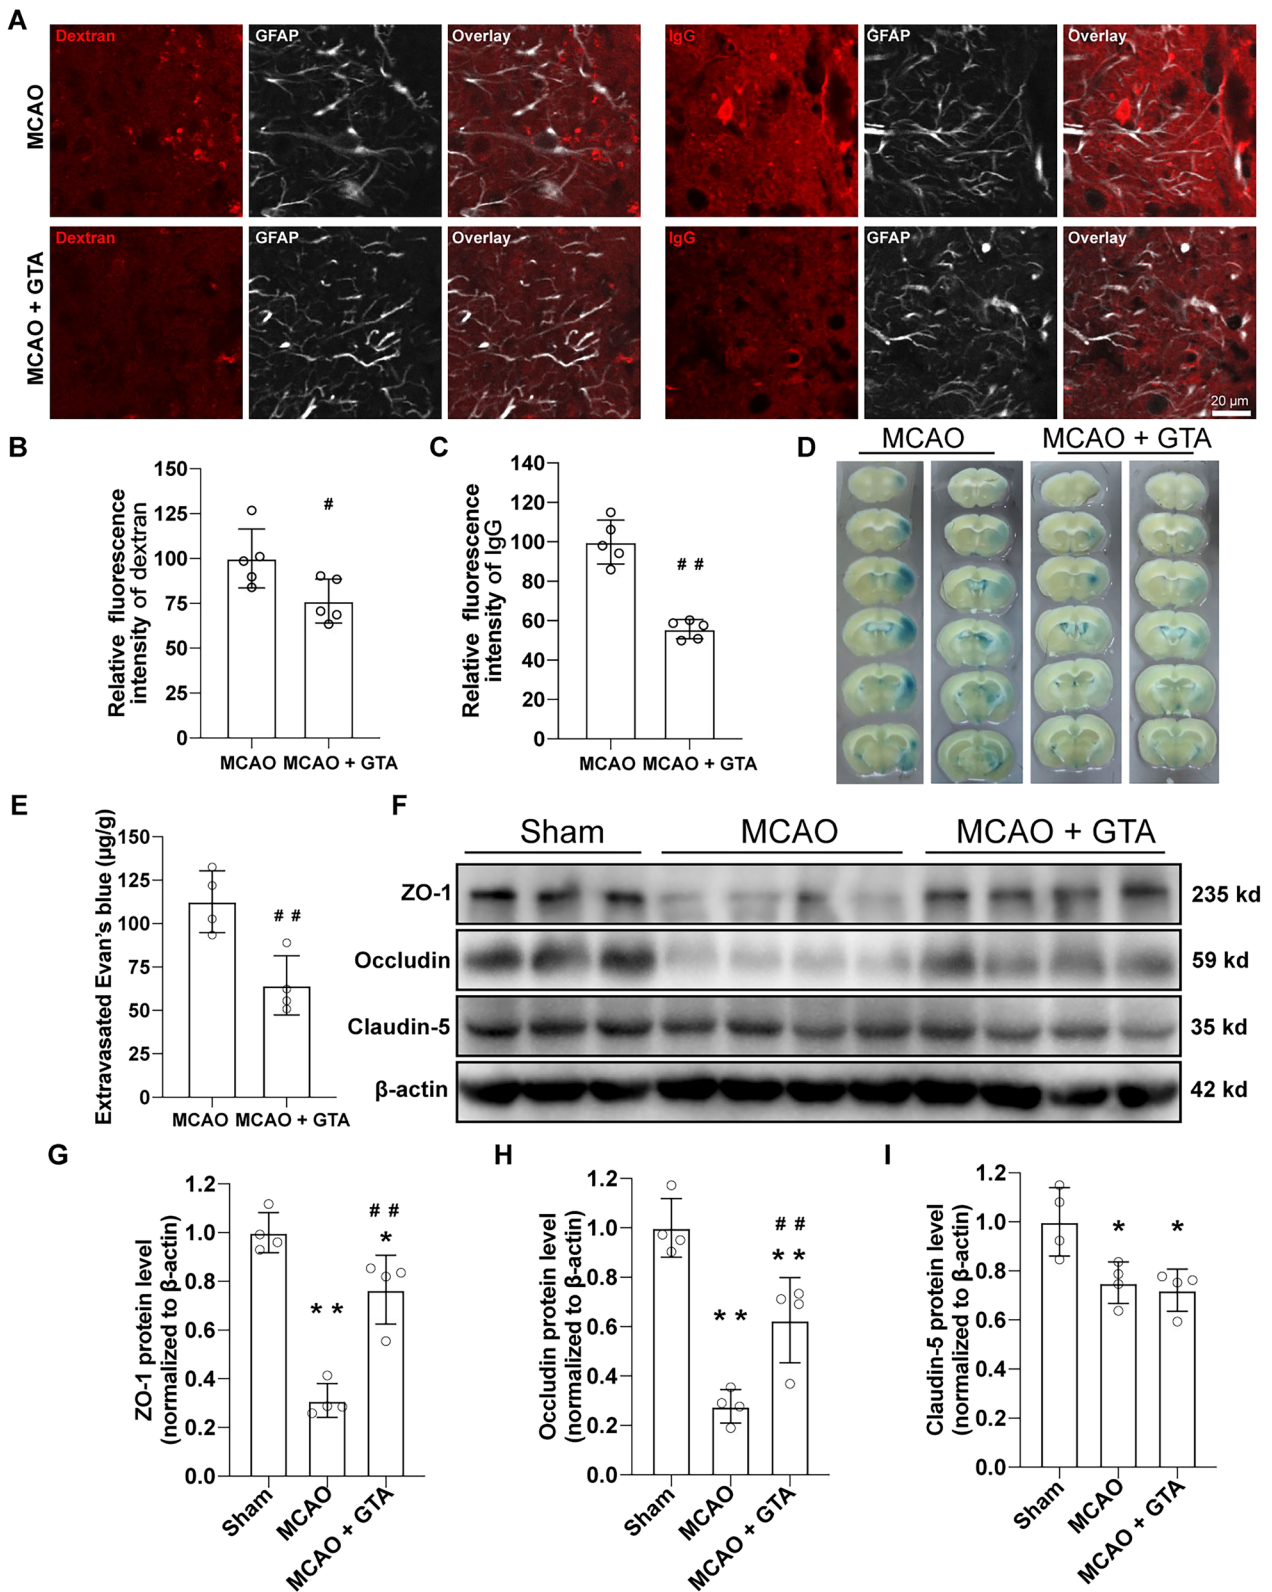 A
Dextran GFAP Overlay IgG GFAP Overlay
MCAO
Dextran GFAP Overlay IgG GFAP Overlay
MCAO + GTA
20 µm
B
Relative fluorescence
intensity of dextran
150
125
100
75
50
25
0
#
MCAO MCAO + GTA
C
Relative fluorescence
intensity of IgG
140
120
100
80
60
40
20
0
# #
MCAO MCAO + GTA
D
MCAO MCAO + GTA
E
Extravasated Evan's blue (µg/g)
150
125
100
75
50
25
0
# #
MCAO MCAO + GTA
F
Sham MCAO MCAO + GTA
ZO-1 235 kd
Occludin 59 kd
Claudin-5 35 kd
β-actin 42 kd
G
ZO-1 protein level
(normalized to β-actin)
1.2
1.0
0.8
0.6
0.4
0.2
0.0
* *
# #
*
Sham
MCAO
MCAO + GTA
H
Occludin protein level
(normalized to β-actin)
1.2
1.0
0.8
0.6
0.4
0.2
0.0
* *
# #
* *
Sham
MCAO
MCAO + GTA
I
Claudin-5 protein level
(normalized to β-actin)
1.2
1.0
0.8
0.6
0.4
0.2
0.0
*
*
Sham
MCAO
MCAO + GTA